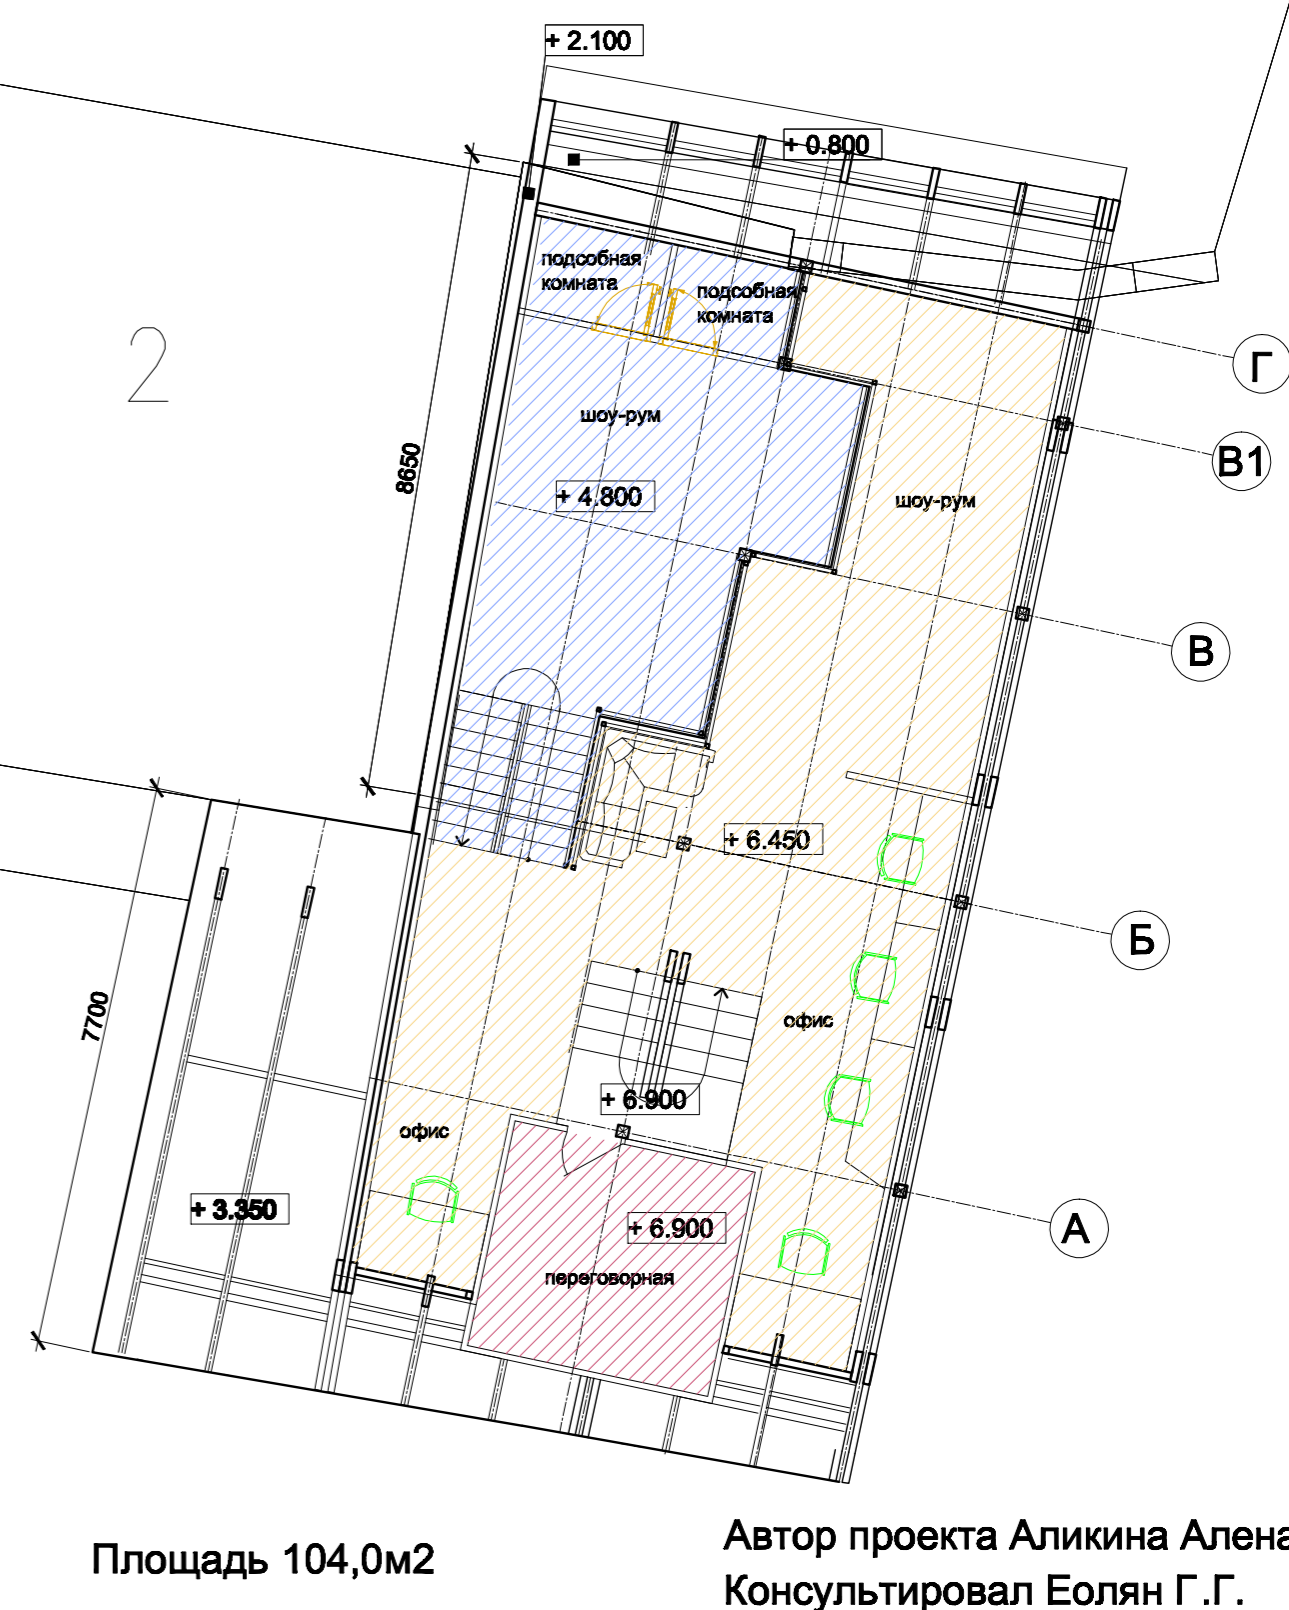 + 2.100
+ 0.800
подсобная
комната
подсобная
комната
2
Г
шоу-рум
В1
8650
+ 4.800
шоу-рум
В
+ 6.450
Б
7700
офис
+ 6.900
офис
+ 3.350
+ 6.900
А
переговорная
Площадь 104,0м2
Автор проекта Аликина Алена
Консультировал Еолян Г.Г.